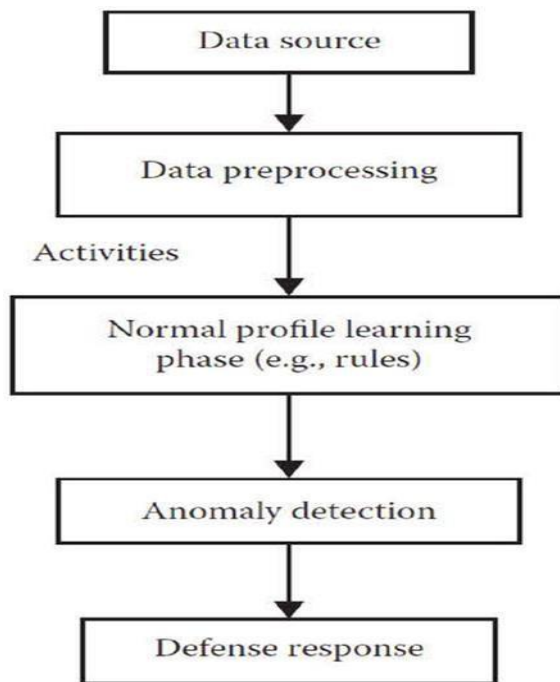 Data source
Data preprocessing
Activities
Normal profile learning
phase (e.g., rules)
Anomaly detection
Defense response